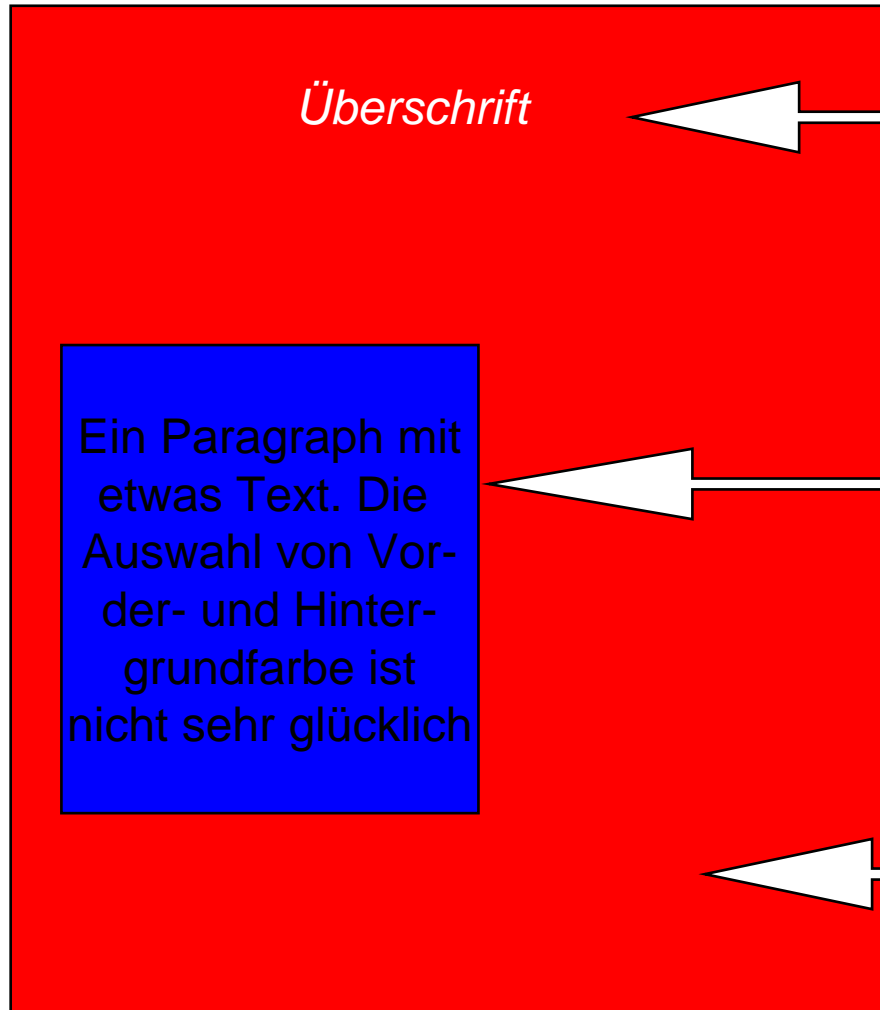 Überschrift
Ein Paragraph mit
etwas Text. Die
Auswahl von Vor-
der- und Hinter-
grundfarbe ist
nicht sehr glücklich